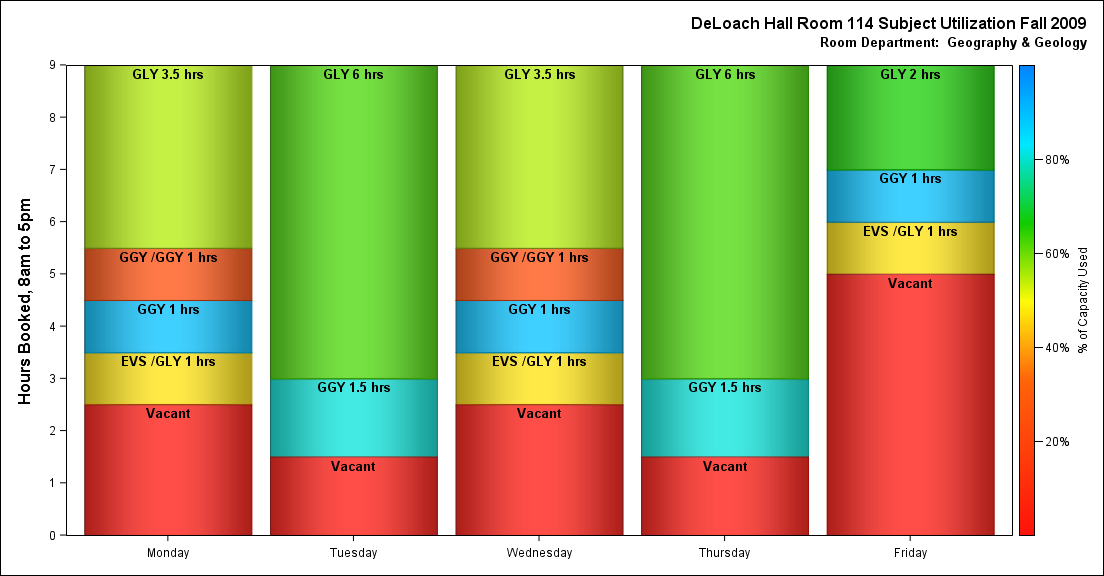 DeLoach Hall Room 114 Subject Utilization Fall 2009
Room Department: Geography & Geology
Hours Booked, 8am to 5pm
9
8
7
6
5
4
3
2
1
0
GLY 3.5 hrs
GGY /GGY 1 hrs
GGY 1 hrs
EVS /GLY 1 hrs
Vacant
GLY 6 hrs
GGY 1.5 hrs
Vacant
GLY 3.5 hrs
GGY /GGY 1 hrs
GGY 1 hrs
EVS /GLY 1 hrs
Vacant
GLY 6 hrs
GGY 1.5 hrs
Vacant
GLY 2 hrs
GGY 1 hrs
EVS /GLY 1 hrs
Vacant
Monday
Tuesday
Wednesday
Thursday
Friday
80%
60%
40%
20%
% of Capacity Used